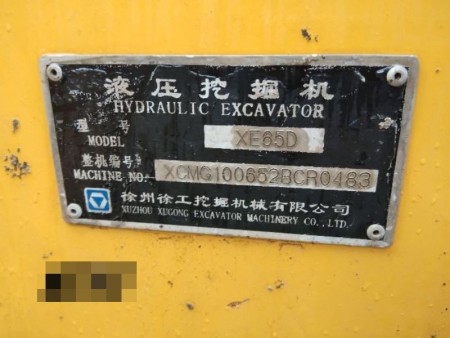 液压挖掘机
HYDRAULIC EXCAVATOR
型号
MODEL XE65D
整机编号
MACHINE NO. XCMG100652BCR0483
徐州徐工挖掘机械有限公司
XUZHOU XUGONG EXCAVATOR MACHINERY CO.,LTD.